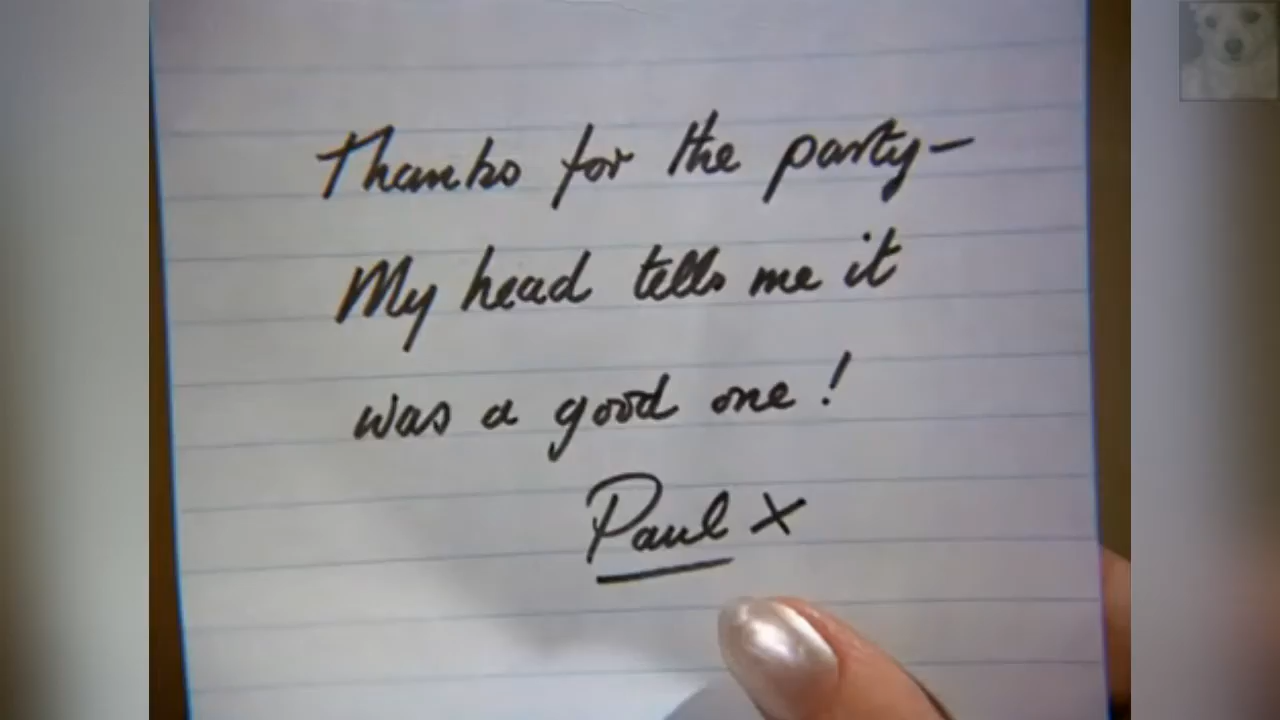 Thanks for the party—
My head tells me it
was a good one!
Paul x